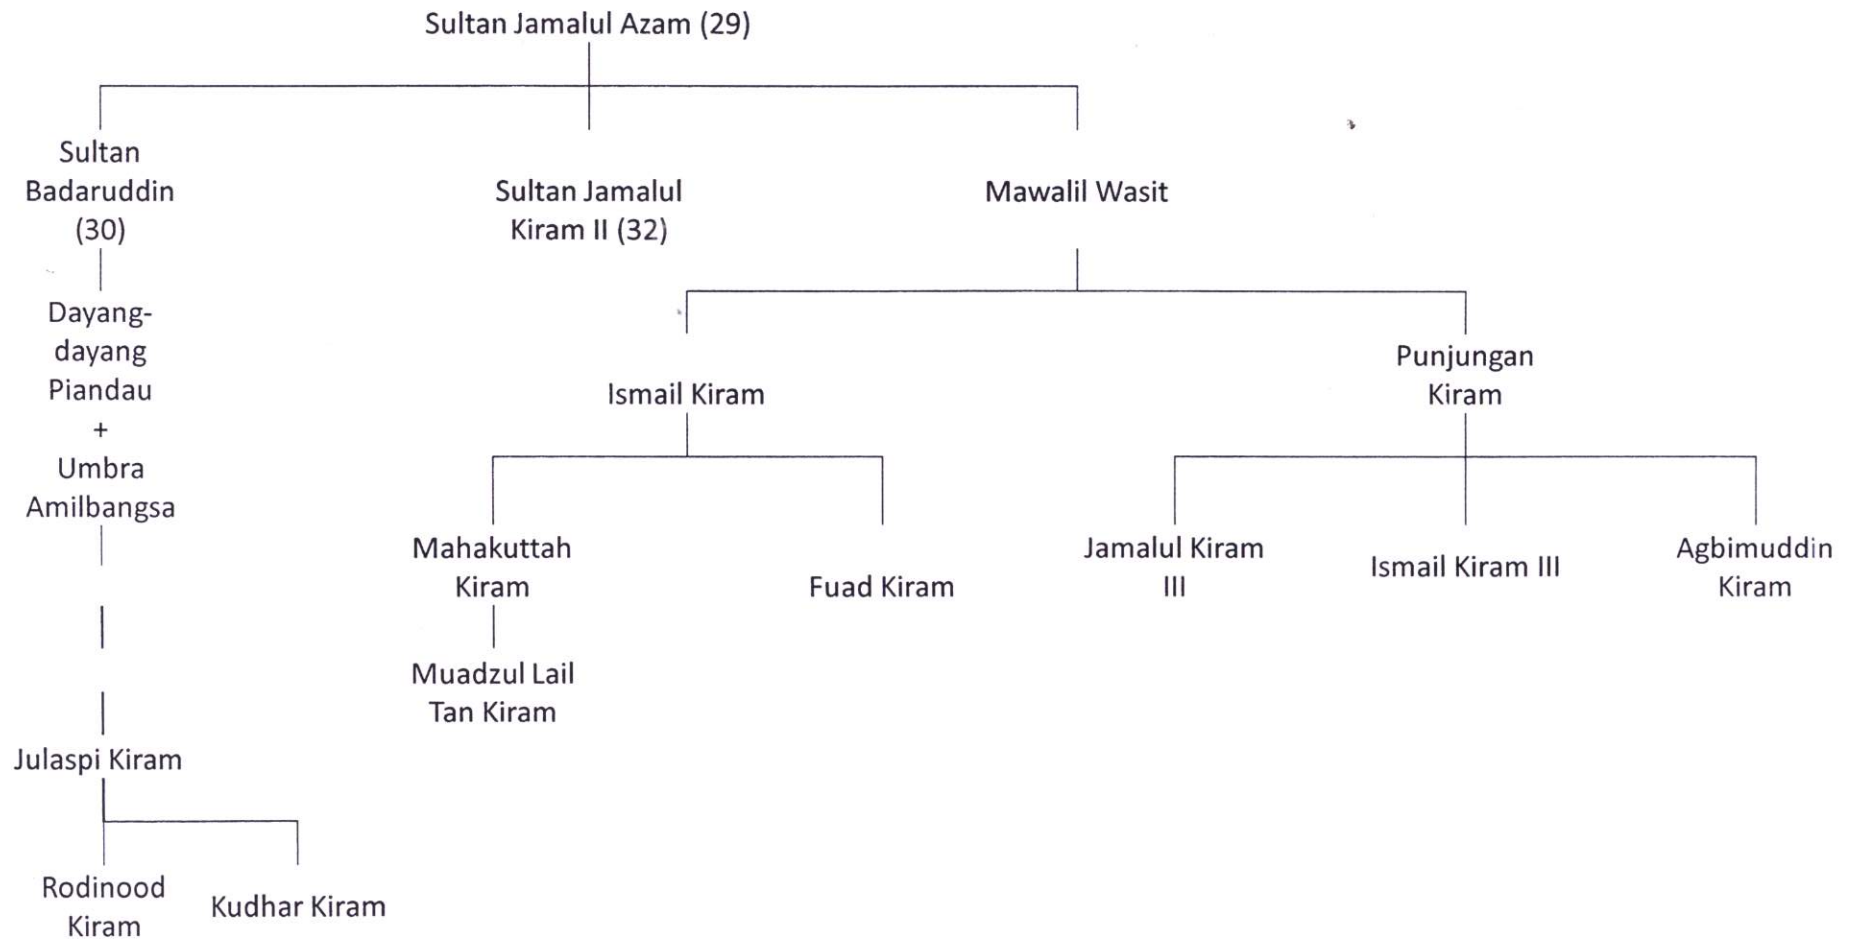 Sultan Jamalul Azam (29)
Sultan
Badaruddin
(30)
Sultan Jamalul
Kiram II (32)
Mawalil Wasit
Dayang-
dayang
Piandau
+
Umbra
Amilbangsa
Ismail Kiram
Punjungan
Kiram
Mahakuttah
Kiram
Fuad Kiram
Jamalul Kiram
III
Ismail Kiram III
Agbimuddin
Kiram
Muadzul Lail
Tan Kiram
Julaspi Kiram
Rodinood
Kiram
Kudhar Kiram